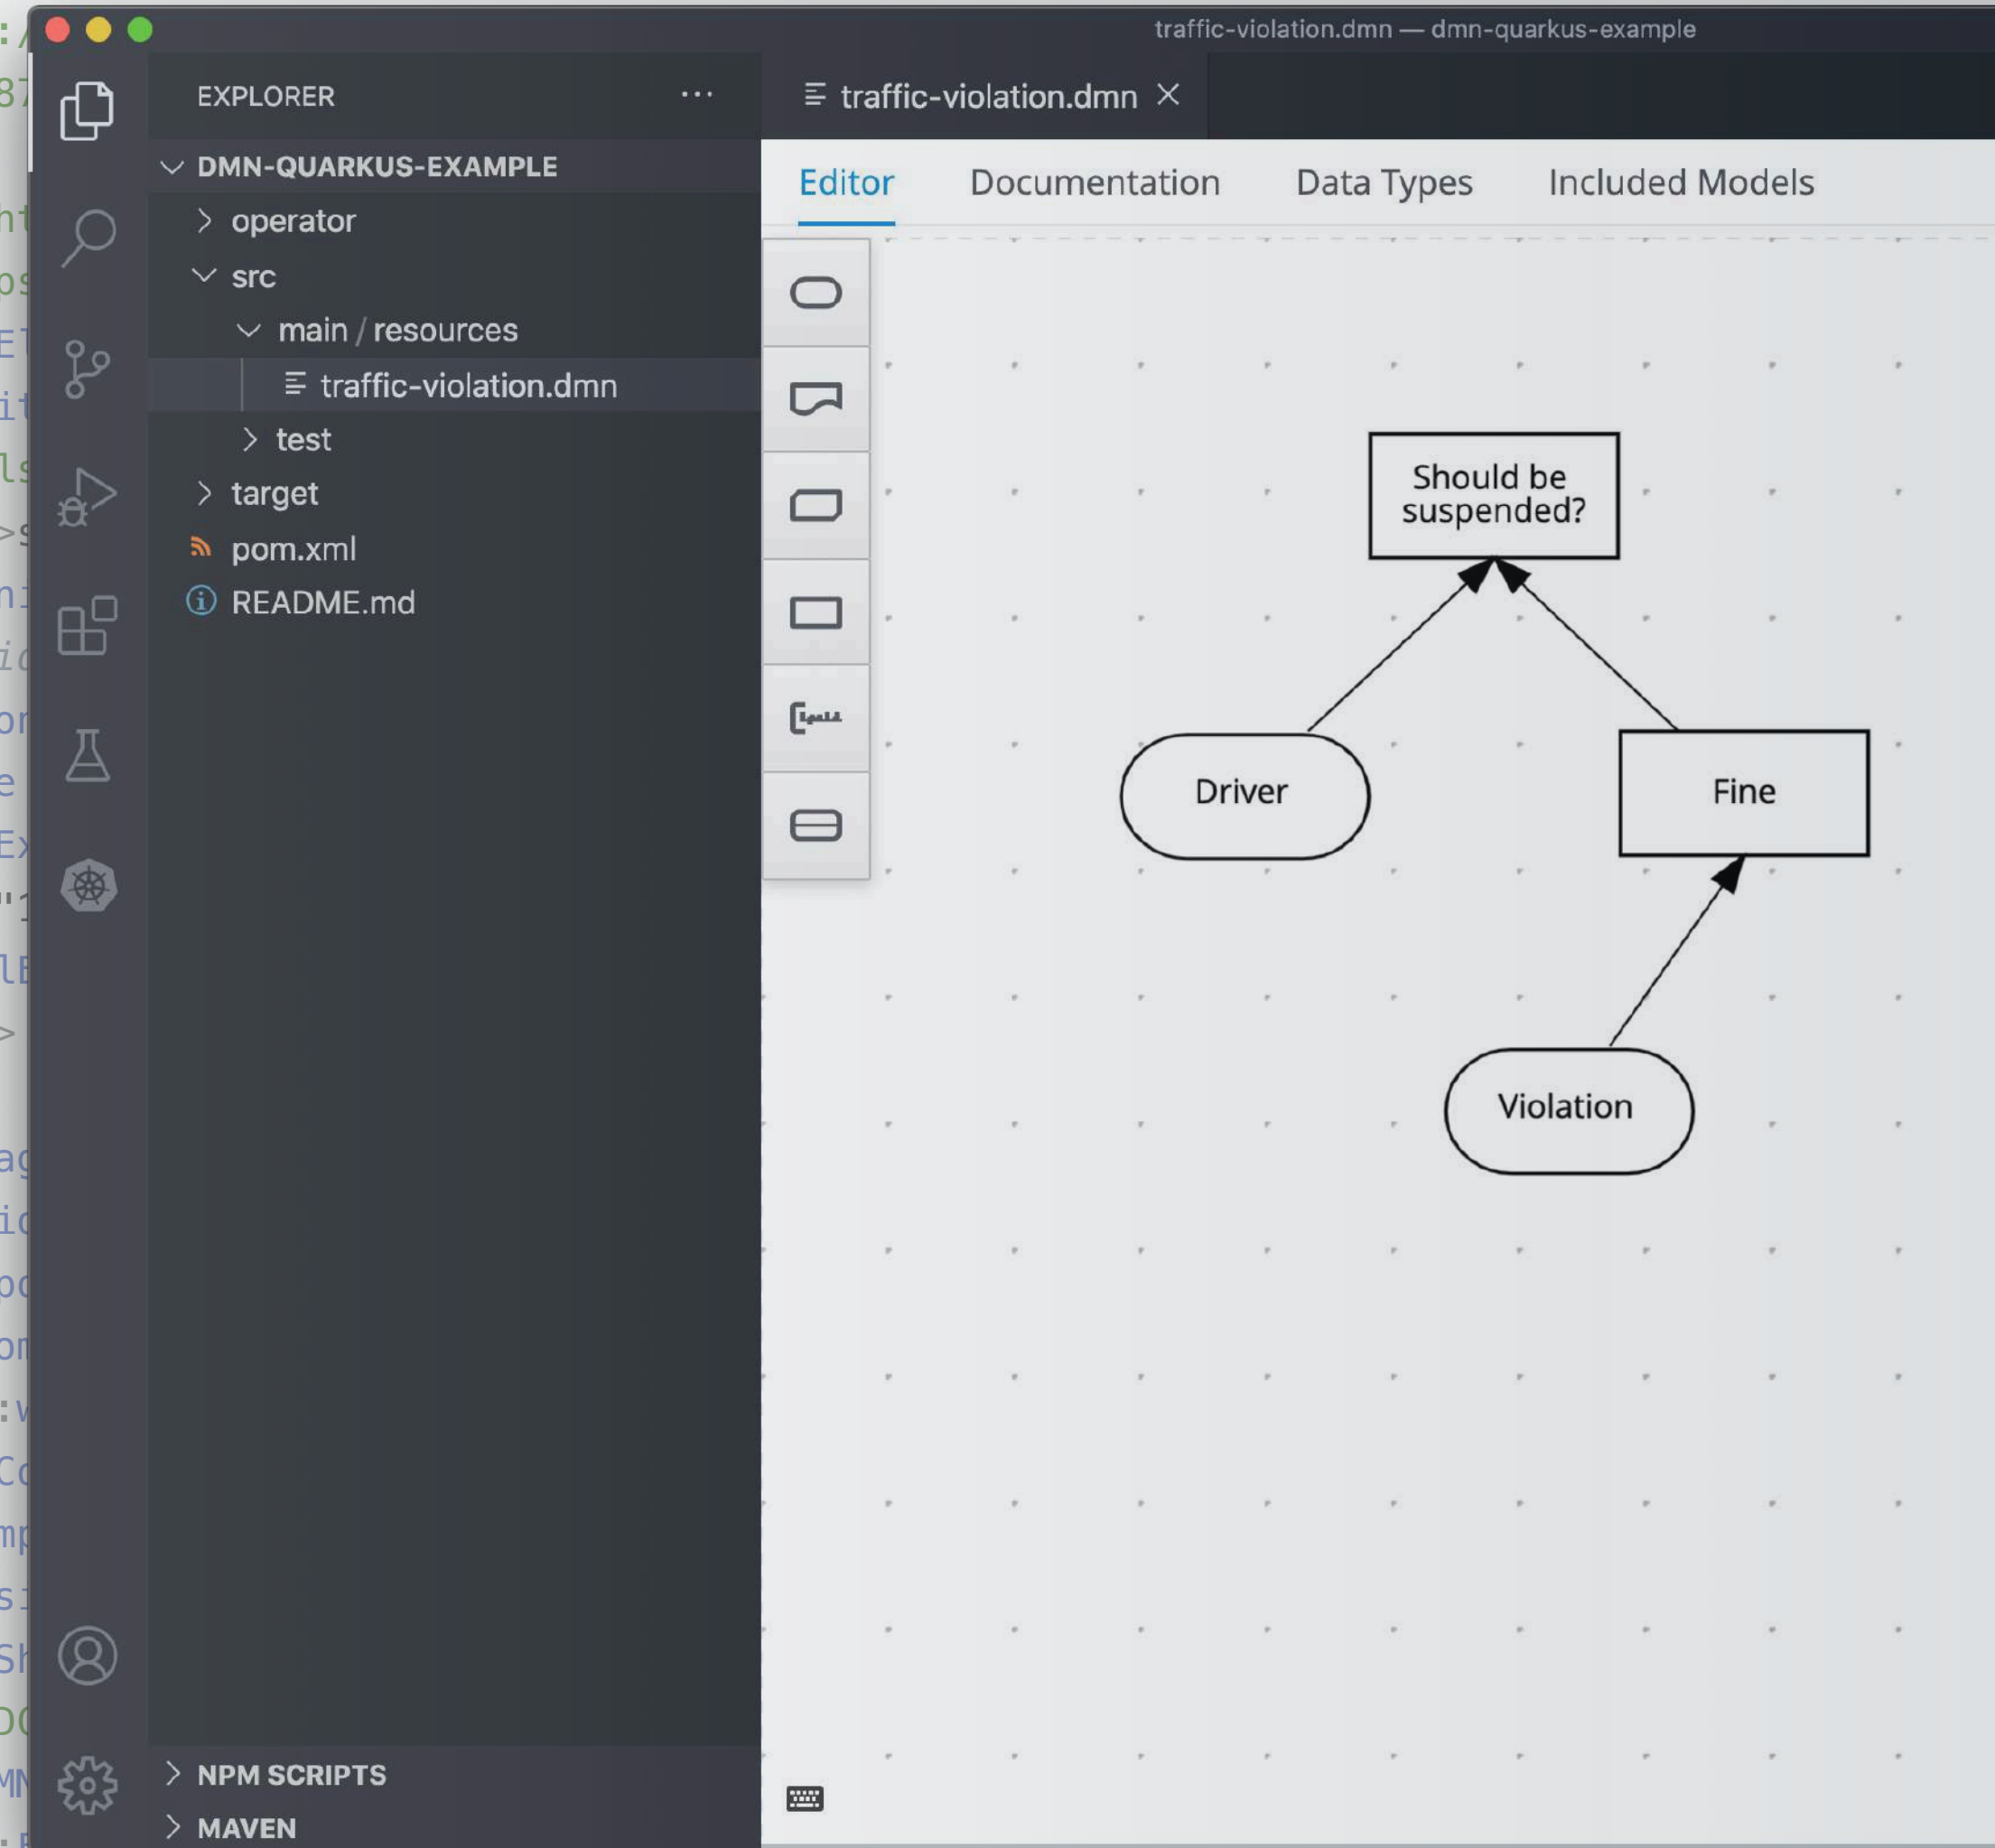 traffic-violation.dmn — dmn-quarkus-example
EXPLORER
DMN-QUARKUS-EXAMPLE
operator
src
main / resources
traffic-violation.dmn
test
target
pom.xml
README.md
NPM SCRIPTS
MAVEN
traffic-violation.dmn
Editor
Documentation
Data Types
Included Models
Should be
suspended?
Driver
Fine
Violation